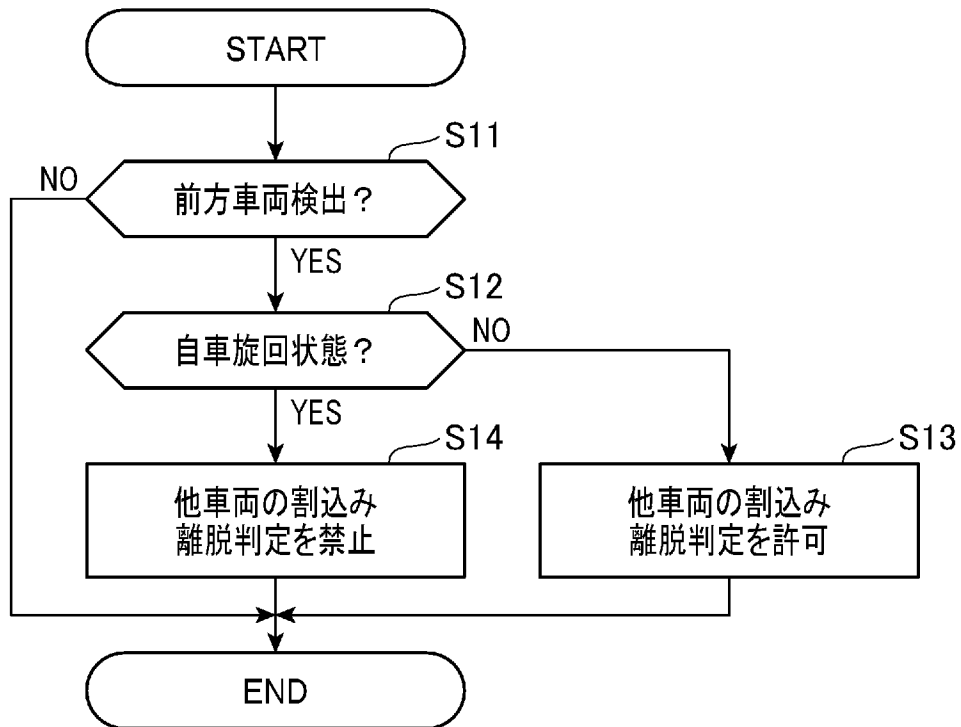 START
S11
NO
前方車両検出？
YES
S12
自車旋回状態？
NO
YES
S14
他車両の割込み
離脱判定を禁止
S13
他車両の割込み
離脱判定を許可
END